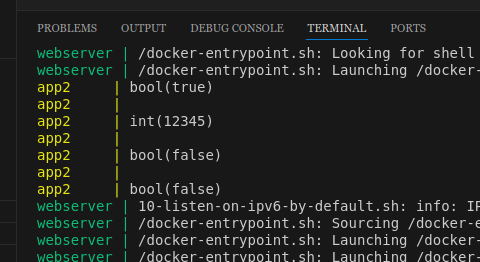 PROBLEMS OUTPUT DEBUG CONSOLE TERMINAL PORTS
webserver | /docker-entrypoint.sh: Looking for shell
webserver | /docker-entrypoint.sh: Launching /docker-
app2 | bool(true)
app2 |
app2 | int(12345)
app2 |
app2 | bool(false)
app2 |
app2 | bool(false)
webserver | 10-listen-on-ipv6-by-default.sh: info: IP
webserver | /docker-entrypoint.sh: Sourcing /docker-e
webserver | /docker-entrypoint.sh: Launching /docker-
webserver | /docker-entrypoint.sh: Launching /docker-